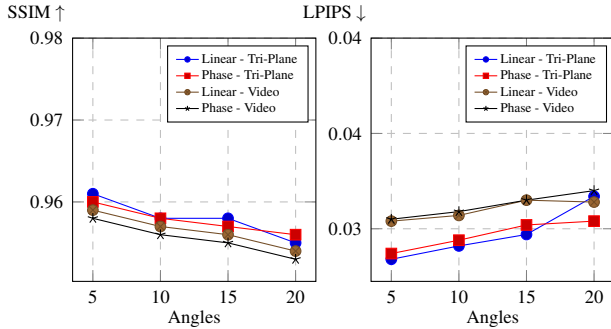 SSIM ↑
0.98
0.97
0.96
5
10
15
20
Angles
Linear - Tri-Plane
Phase - Tri-Plane
Linear - Video
Phase - Video
LPIPS ↓
0.04
0.04
0.03
5
10
15
20
Angles
Linear - Tri-Plane
Phase - Tri-Plane
Linear - Video
Phase - Video